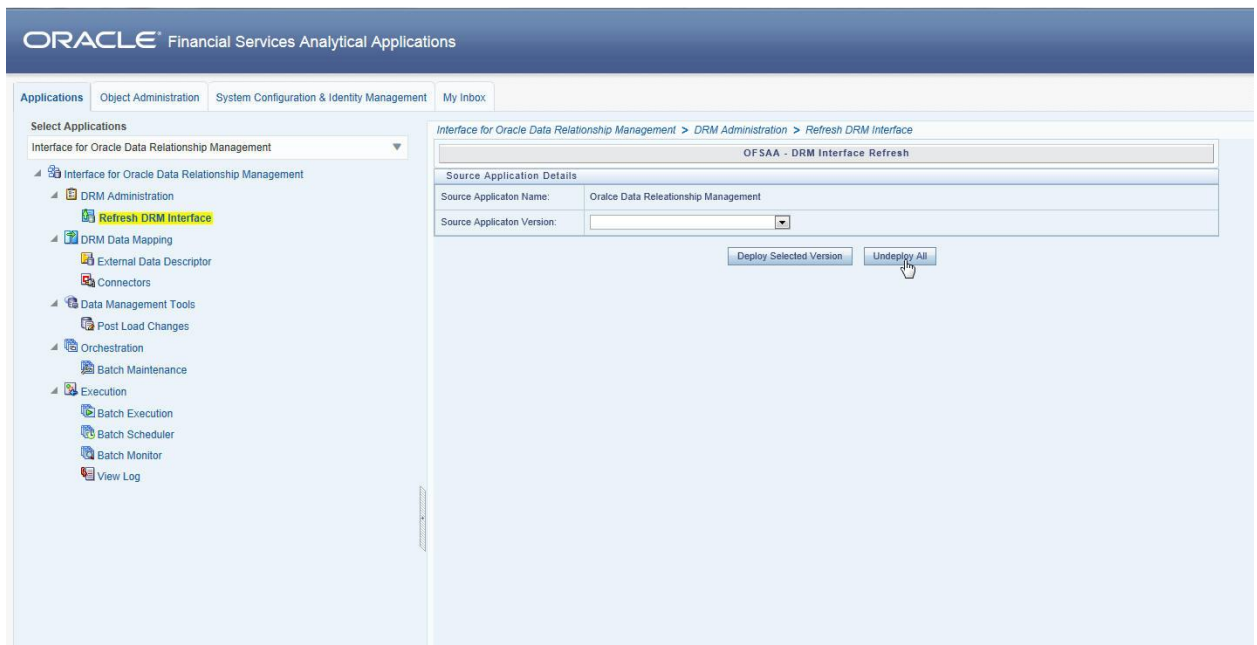 ORACLE® Financial Services Analytical Applications
Applications Object Administration System Configuration & Identity Management My Inbox
Select Applications
Interface for Oracle Data Relationship Management
Interface for Oracle Data Relationship Management
DRM Administration
Refresh DRM Interface
DRM Data Mapping
External Data Descriptor
Connectors
Data Management Tools
Post Load Changes
Orchestration
Batch Maintenance
Execution
Batch Execution
Batch Scheduler
Batch Monitor
View Log
Interface for Oracle Data Relationship Management > DRM Administration > Refresh DRM Interface
OFSAA - DRM Interface Refresh
Source Application Details
Source Applicaton Name: Oralce Data Releationship Management
Source Applicaton Version:
Deploy Selected Version Undeploy All